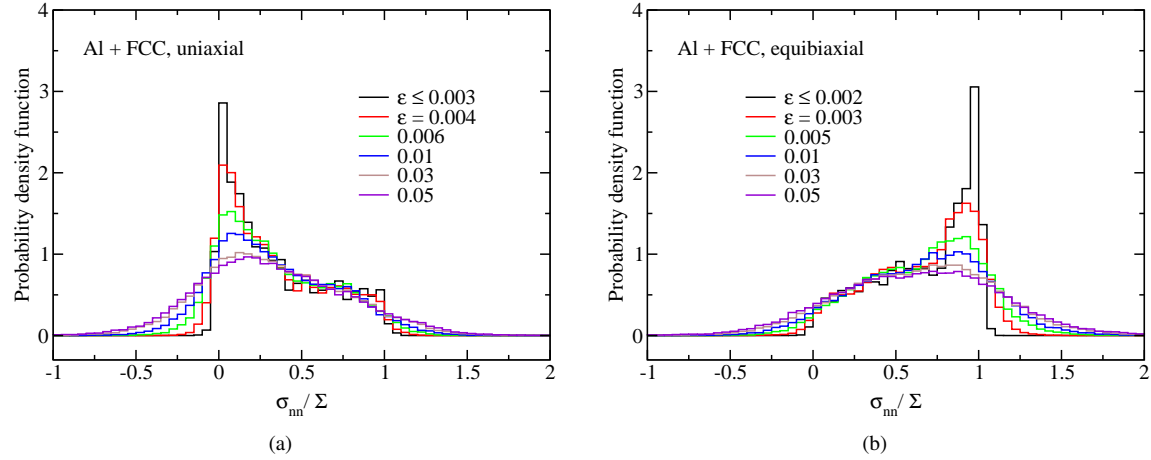 4
3
2
1
0
Probability density function
Al + FCC, uniaxial
ε ≤ 0.003
ε = 0.004
0.006
0.01
0.03
0.05
-1 -0.5 0 0.5 1 1.5 2
σnn / Σ
(a)
4
3
2
1
0
Probability density function
Al + FCC, equibiaxial
ε ≤ 0.002
ε = 0.003
0.005
0.01
0.03
0.05
-1 -0.5 0 0.5 1 1.5 2
σnn / Σ
(b)